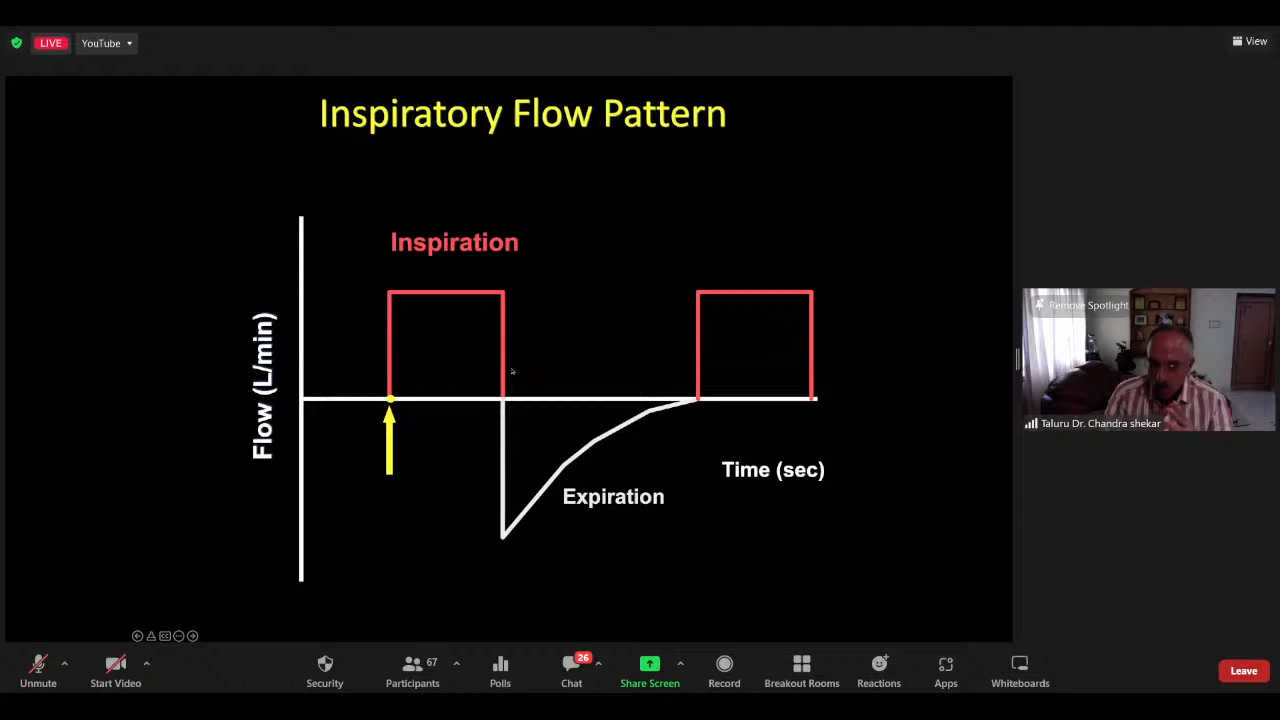 LIVE
YouTube
View
Inspiratory Flow Pattern
Inspiration
Flow (L/min)
Remove Spotlight
Taluru Dr. Chandra shekar
Time (sec)
Expiration
CC
67
26
Unmute
Start Video
Security
Participants
Polls
Chat
Share Screen
Record
Breakout Rooms
Reactions
Apps
Whiteboards
Leave